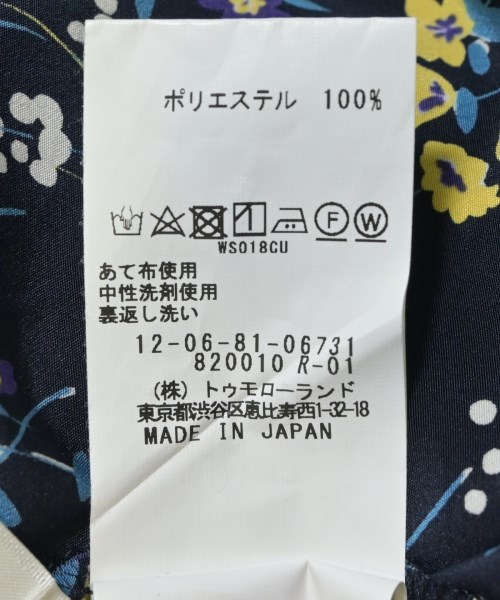 ポリエステル 100%
F W
WS018CU
あて布使用
中性洗剤使用
裏返し洗い
12-06-81-06731
820010 R-01
(株) トゥモローランド
東京都渋谷区恵比寿西1-32-18
MADE IN JAPAN